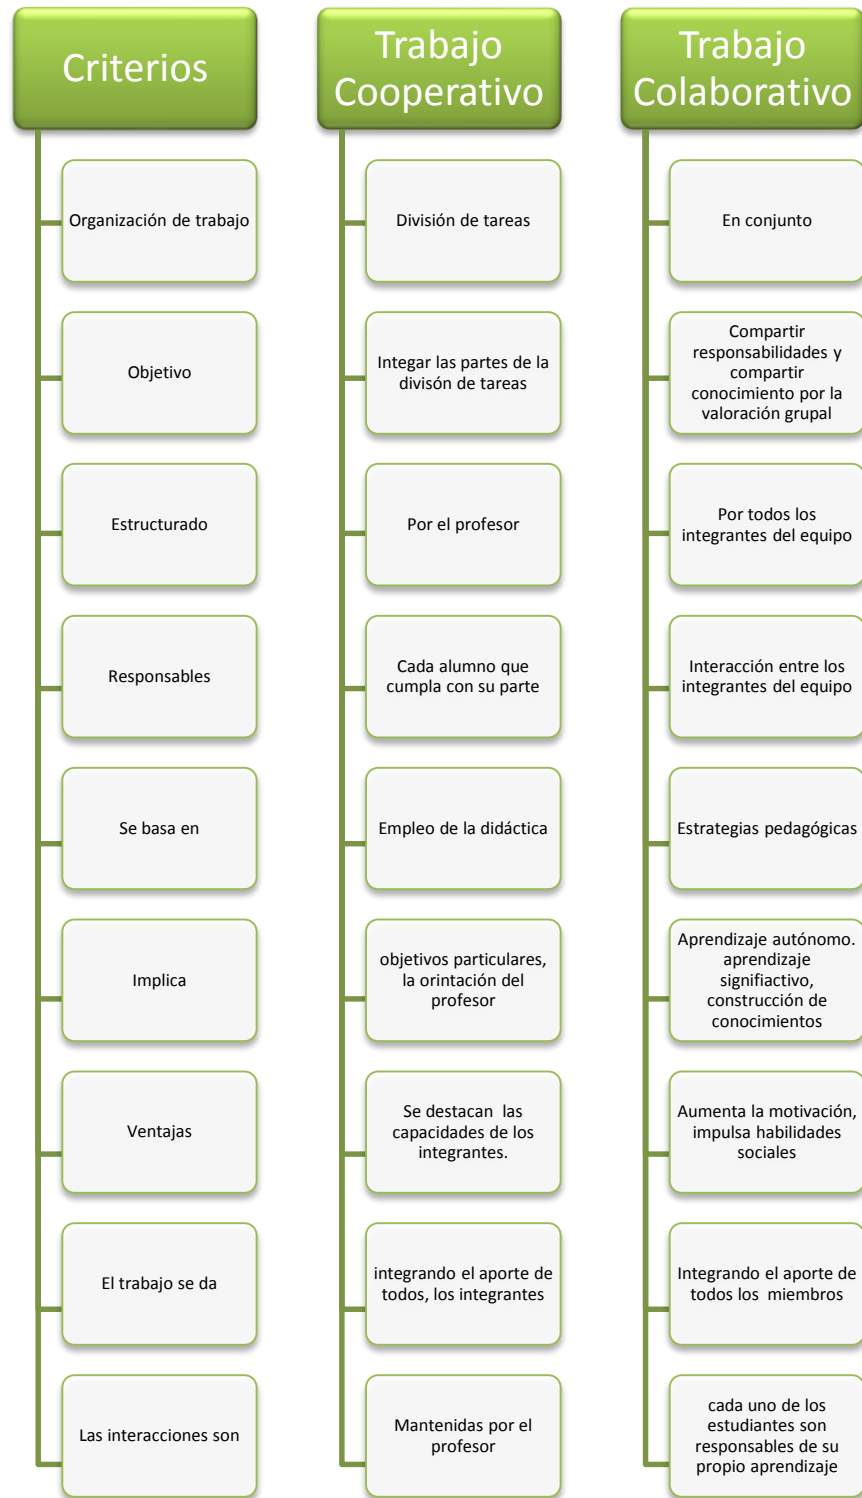 Criterios
Organización de trabajo
Objetivo
Estructurado
Responsables
Se basa en
Implica
Ventajas
El trabajo se da
Las interacciones son
Trabajo
Cooperativo
División de tareas
Integar las partes de la
divisón de tareas
Por el profesor
Cada alumno que
cumpla con su parte
Empleo de la didáctica
objetivos particulares,
la orintación del
profesor
Se destacan las
capacidades de los
integrantes.
integrando el aporte de
todos, los integrantes
Mantenidas por el
profesor
Trabajo
Colaborativo
En conjunto
Compartir
responsabilidades y
compartir
conocimiento por la
valoración grupal
Por todos los
integrantes del equipo
Interacción entre los
integrantes del equipo
Estrategias pedagógicas
Aprendizaje autónomo.
aprendizaje
signifiactivo,
construcción de
conocimientos
Aumenta la motivación,
impulsa habilidades
sociales
Integrando el aporte de
todos los miembros
cada uno de los
estudiantes son
responsables de su
propio aprendizaje